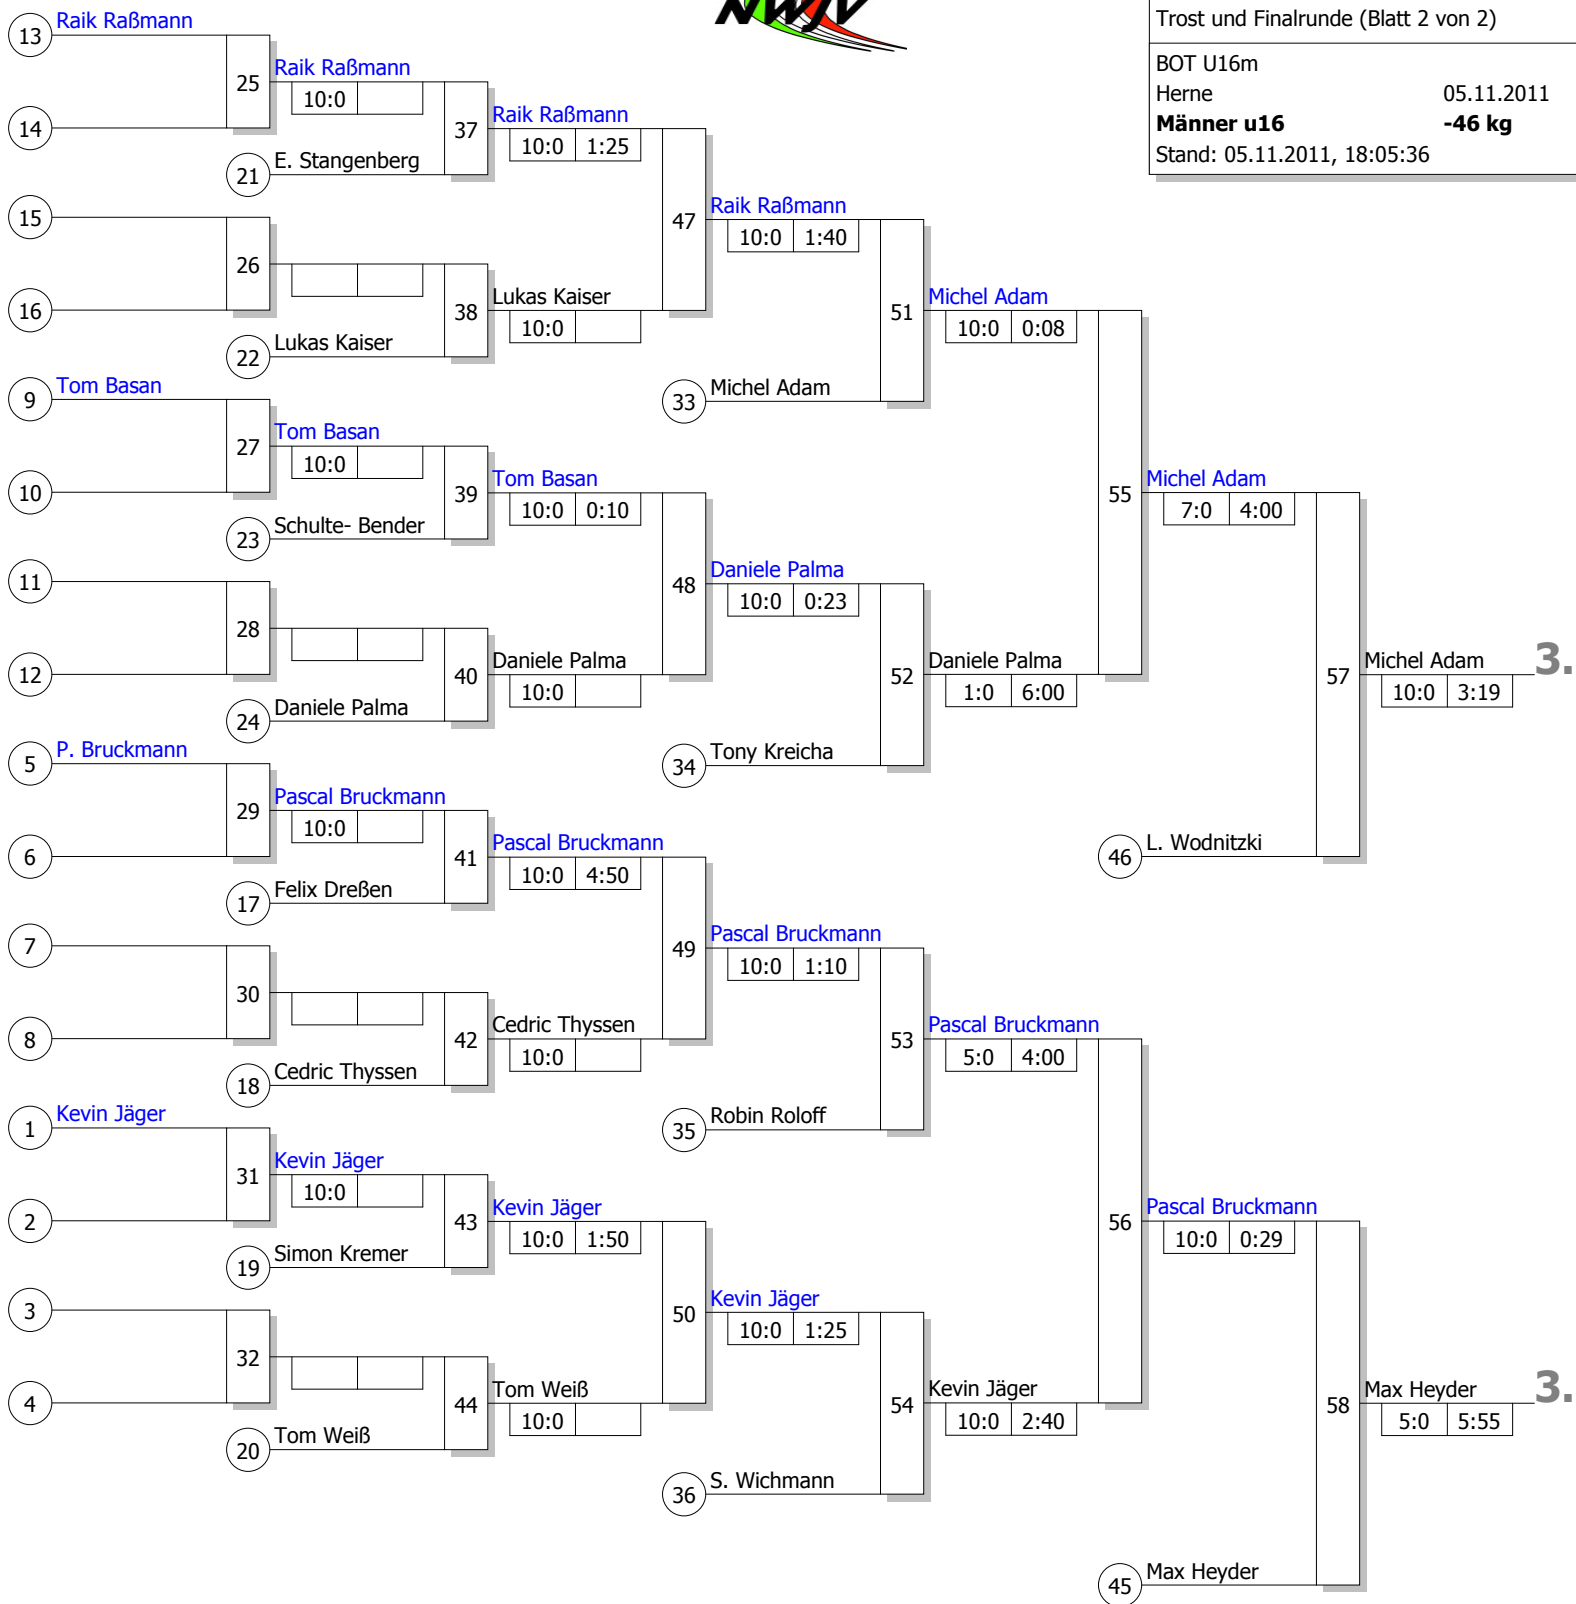 NWJV
Trost und Finalrunde (Blatt 2 von 2)
BOT U16m
Herne 05.11.2011
Männer u16 -46 kg
Stand: 05.11.2011, 18:05:36
13 Raik Raßmann
25 Raik Raßmann
10:0
14
37 Raik Raßmann
10:0 1:25
21 E. Stangenberg
15
47 Raik Raßmann
10:0 1:40
26
16
38 Lukas Kaiser
10:0
22 Lukas Kaiser
51 Michel Adam
10:0 0:08
33 Michel Adam
9 Tom Basan
27 Tom Basan
10:0
10
39 Tom Basan
10:0 0:10
23 Schulte- Bender
55 Michel Adam
7:0 4:00
11
48 Daniele Palma
10:0 0:23
28
12
40 Daniele Palma
10:0
24 Daniele Palma
52 Daniele Palma
1:0 6:00
34 Tony Kreicha
57 Michel Adam 3.
10:0 3:19
5 P. Bruckmann
29 Pascal Bruckmann
10:0
6
41 Pascal Bruckmann
10:0 4:50
17 Felix Dreßen
46 L. Wodnitzki
7
49 Pascal Bruckmann
10:0 1:10
30
8
42 Cedric Thyssen
10:0
18 Cedric Thyssen
53 Pascal Bruckmann
5:0 4:00
35 Robin Roloff
1 Kevin Jäger
31 Kevin Jäger
10:0
2
43 Kevin Jäger
10:0 1:50
19 Simon Kremer
56 Pascal Bruckmann
10:0 0:29
3
50 Kevin Jäger
10:0 1:25
32
4
44 Tom Weiß
10:0
20 Tom Weiß
54 Kevin Jäger
10:0 2:40
36 S. Wichmann
58 Max Heyder 3.
5:0 5:55
45 Max Heyder